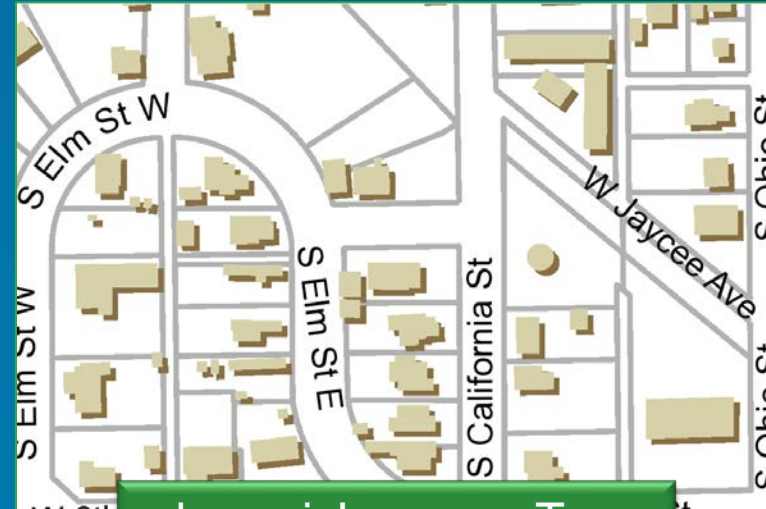 S Elm St W
S Ohio St
W Jaycee Ave
S Elm St E
S California St
S Elm St W
S Ohio St